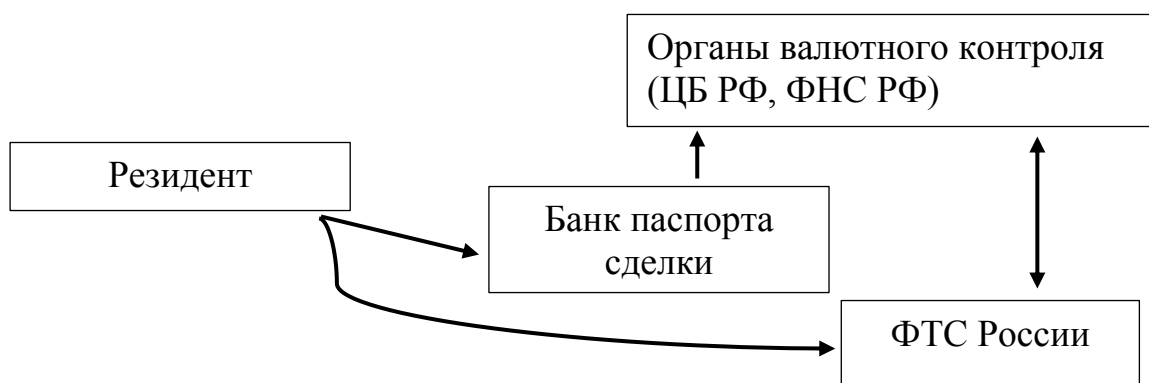 Органы валютного контроля
(ЦБ РФ, ФНС РФ)
Резидент
Банк паспорта
сделки
ФТС России